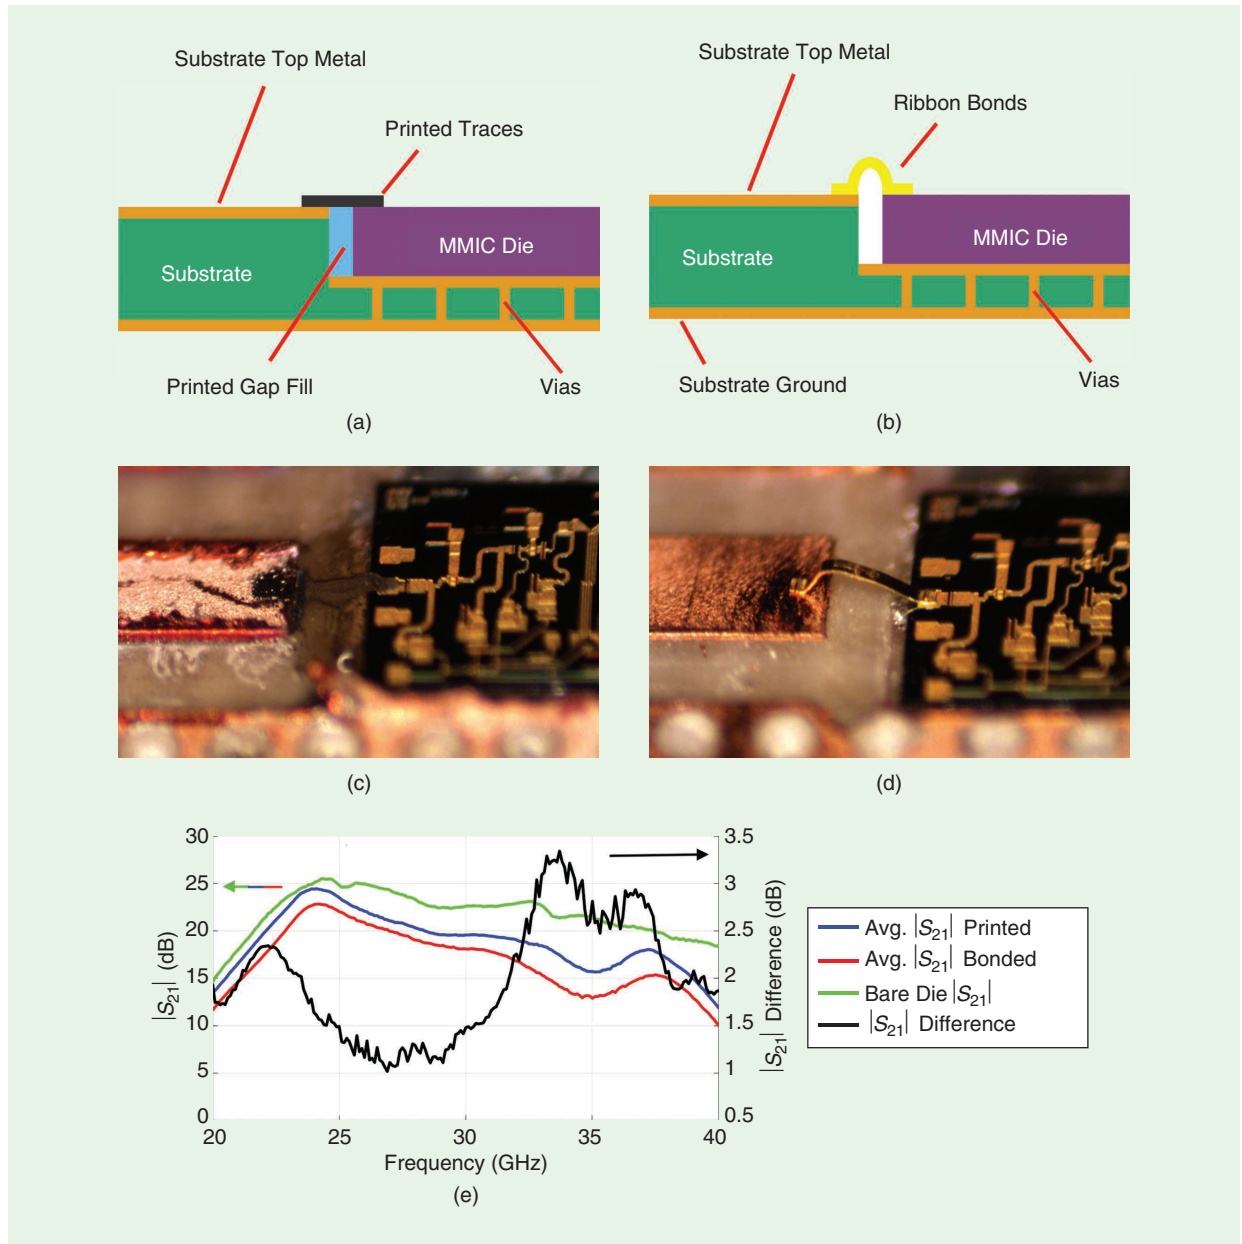 Substrate Top Metal
Printed Traces
MMIC Die
Substrate
Printed Gap Fill
Vias
(a)
Substrate Top Metal
Ribbon Bonds
MMIC Die
Substrate
Substrate Ground
Vias
(b)
(c)
(d)
30
25
20
15
10
5
0
|S21| (dB)
3.5
3
2.5
2
1.5
1
0.5
|S21| Difference (dB)
20
25
30
35
40
Frequency (GHz)
(e)
Avg. |S21| Printed
Avg. |S21| Bonded
Bare Die |S21|
|S21| Difference